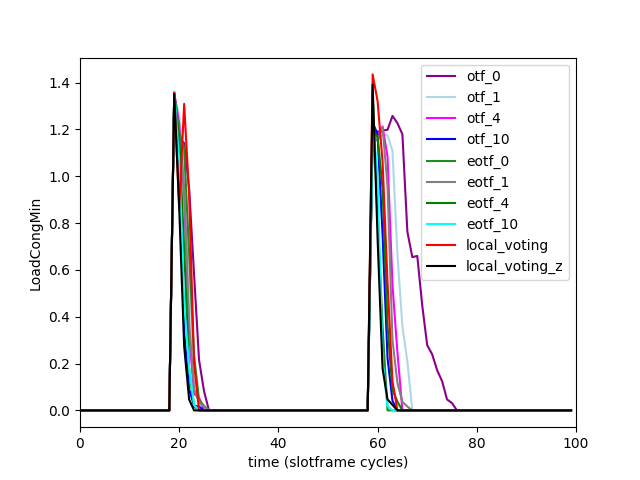 LoadCongMin
1.4
1.2
1.0
0.8
0.6
0.4
0.2
0.0
0 20 40 60 80 100
time (slotframe cycles)
otf_0
otf_1
otf_4
otf_10
eotf_0
eotf_1
eotf_4
eotf_10
local_voting
local_voting_z